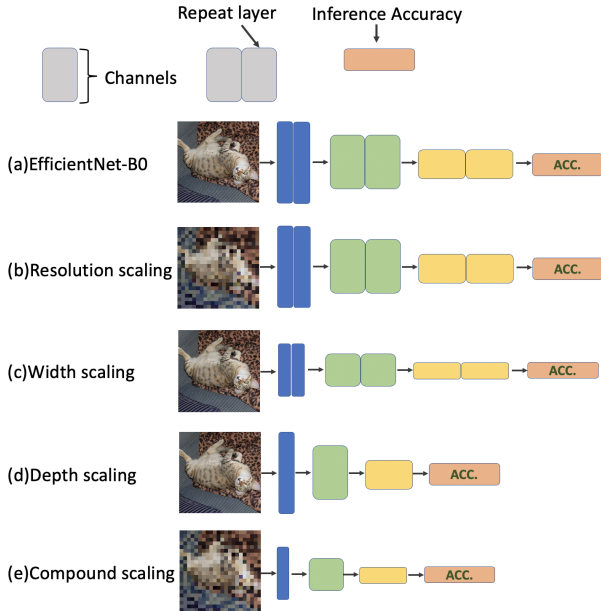 Repeat layer
Inference Accuracy
Channels
(a)EfficientNet-B0
ACC.
(b)Resolution scaling
ACC.
(c)Width scaling
ACC.
(d)Depth scaling
ACC.
(e)Compound scaling
ACC.